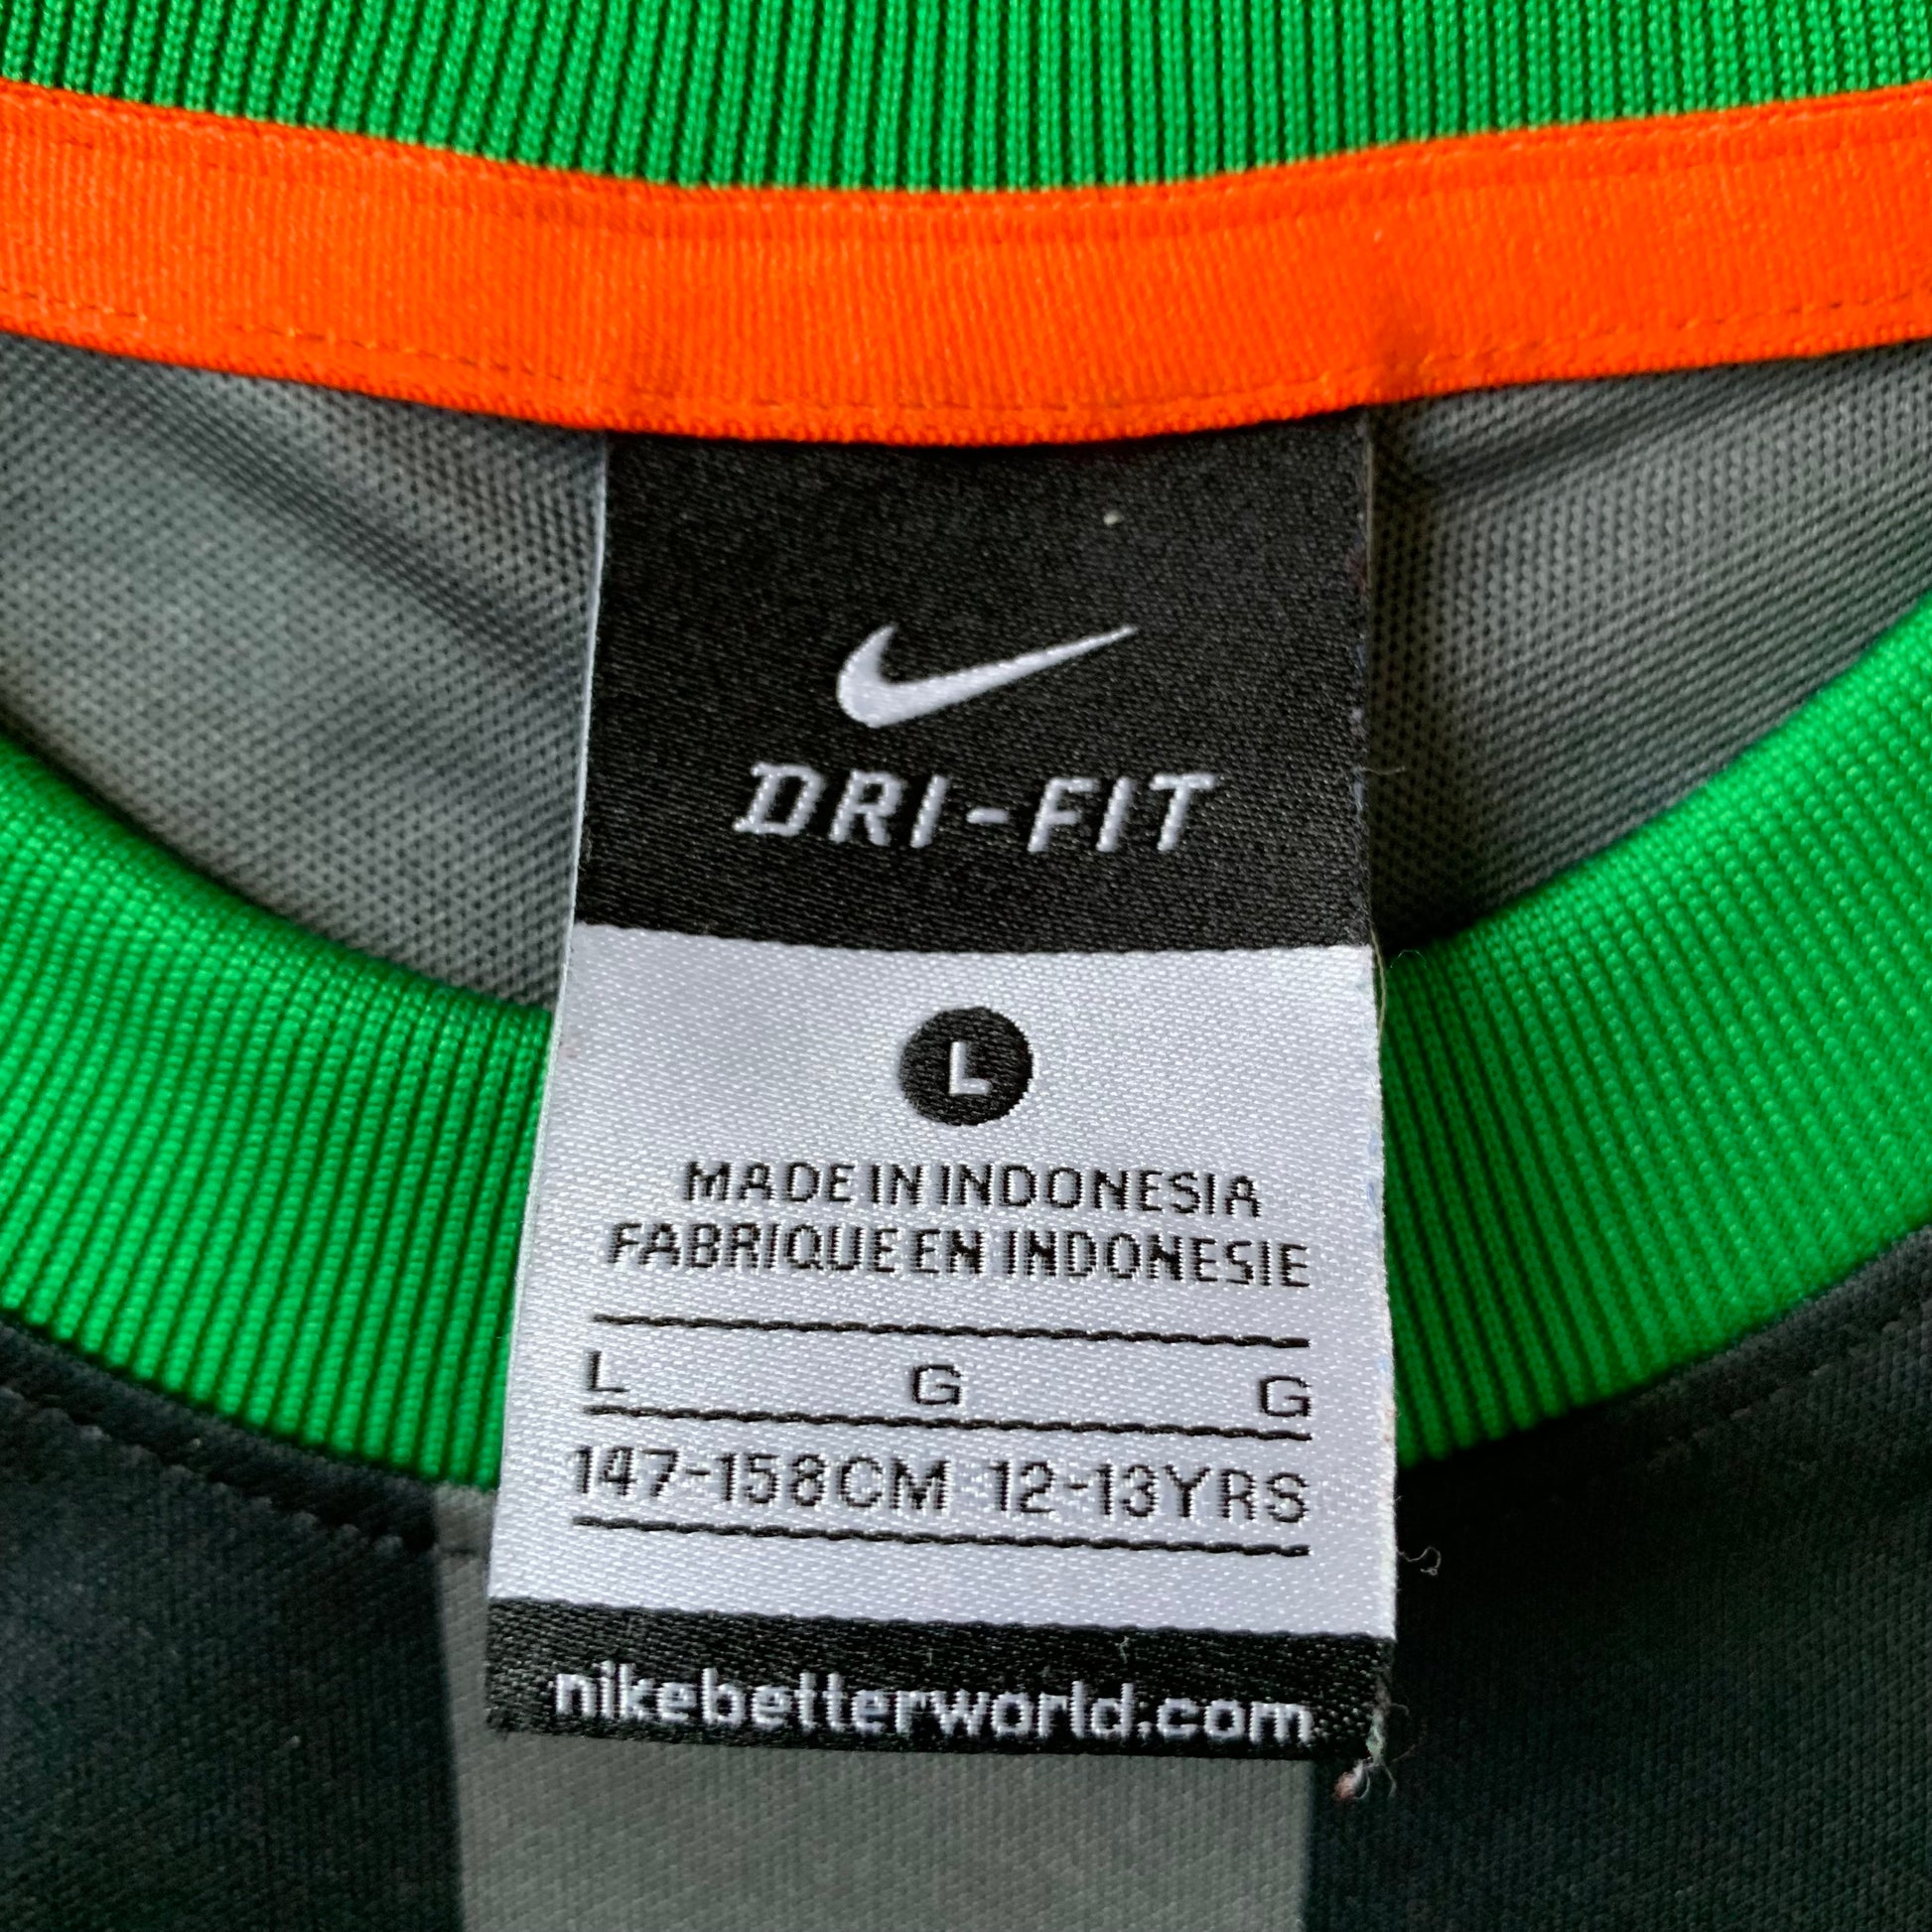 DRI-FIT
L
MADE IN INDONESIA
FABRIQUE EN INDONESIE
L G G
147-158CM 12-13YRS
nikebetterworld.com